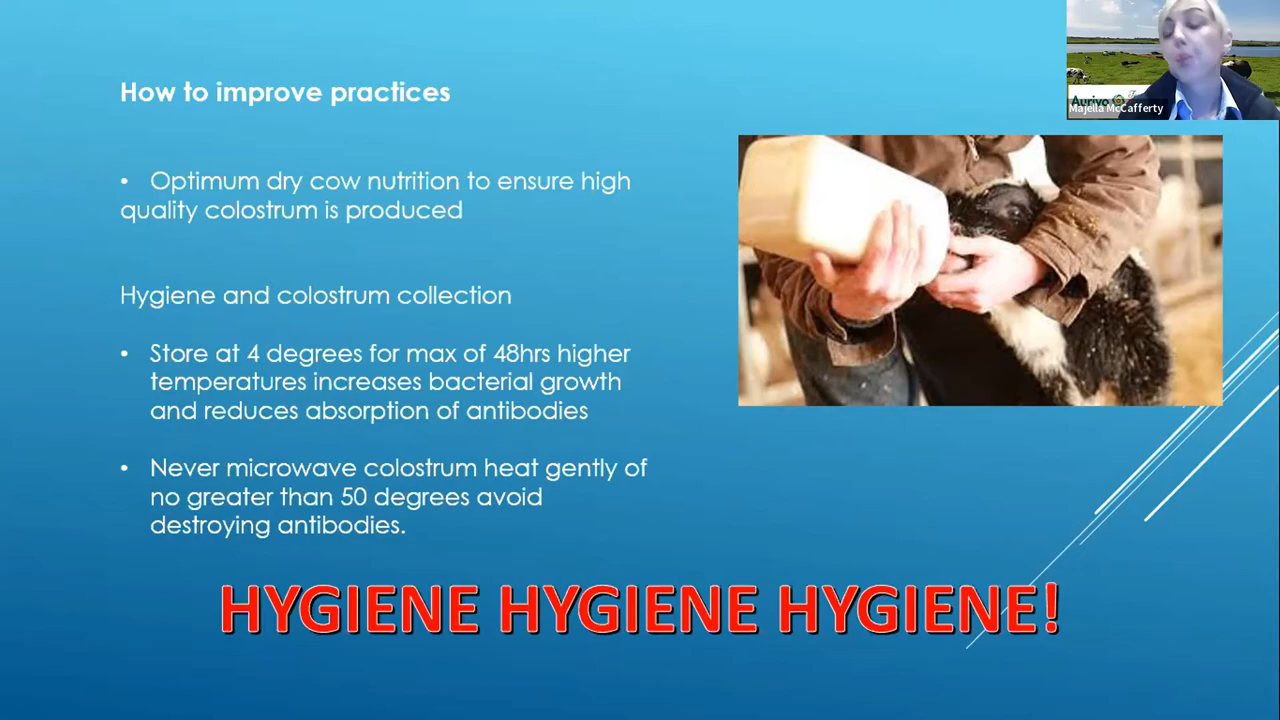 How to improve practices
• Optimum dry cow nutrition to ensure high
quality colostrum is produced
Hygiene and colostrum collection
• Store at 4 degrees for max of 48hrs higher
temperatures increases bacterial growth
and reduces absorption of antibodies
• Never microwave colostrum heat gently of
no greater than 50 degrees avoid
destroying antibodies.
HYGIENE HYGIENE HYGIENE!
Aurivo
Majella McCafferty